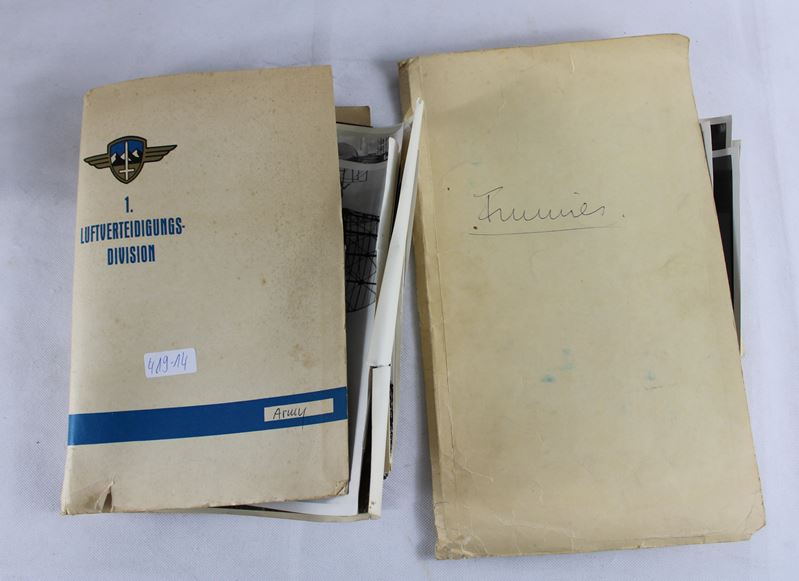 1.
LUFTVERTEIDIGUNGS-
DIVISION
419-14
Army